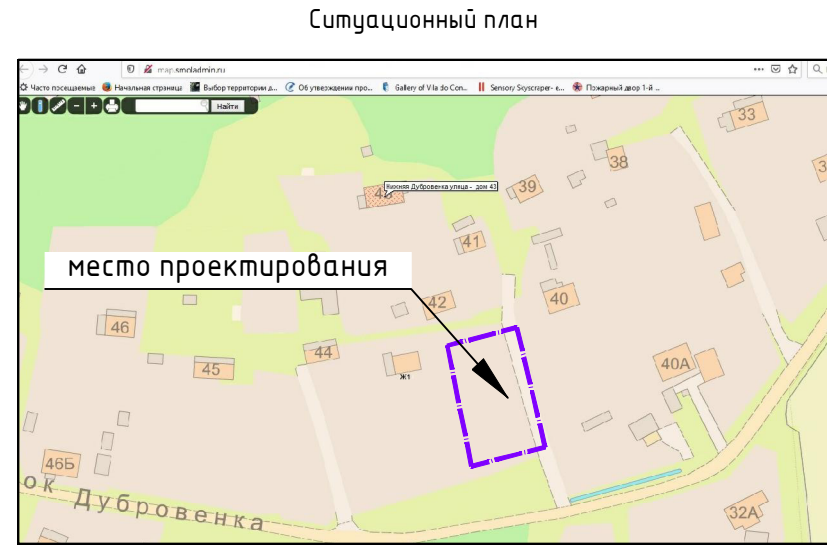 Ситуационный план
map.smoladmin.ru
Часто посещаемые Начальная страница Выбор территории д... Об утверждении про... Gallery of Vila do Con... Sensory Skyscraper- e... Пожарный двор 1-й ...
Найти
33
38
Нижняя Дубровенка улица - дом 43
39
41
место проектирования
42
40
46
44
45
Ж1
40А
46Б
ок Дубровенка
32А